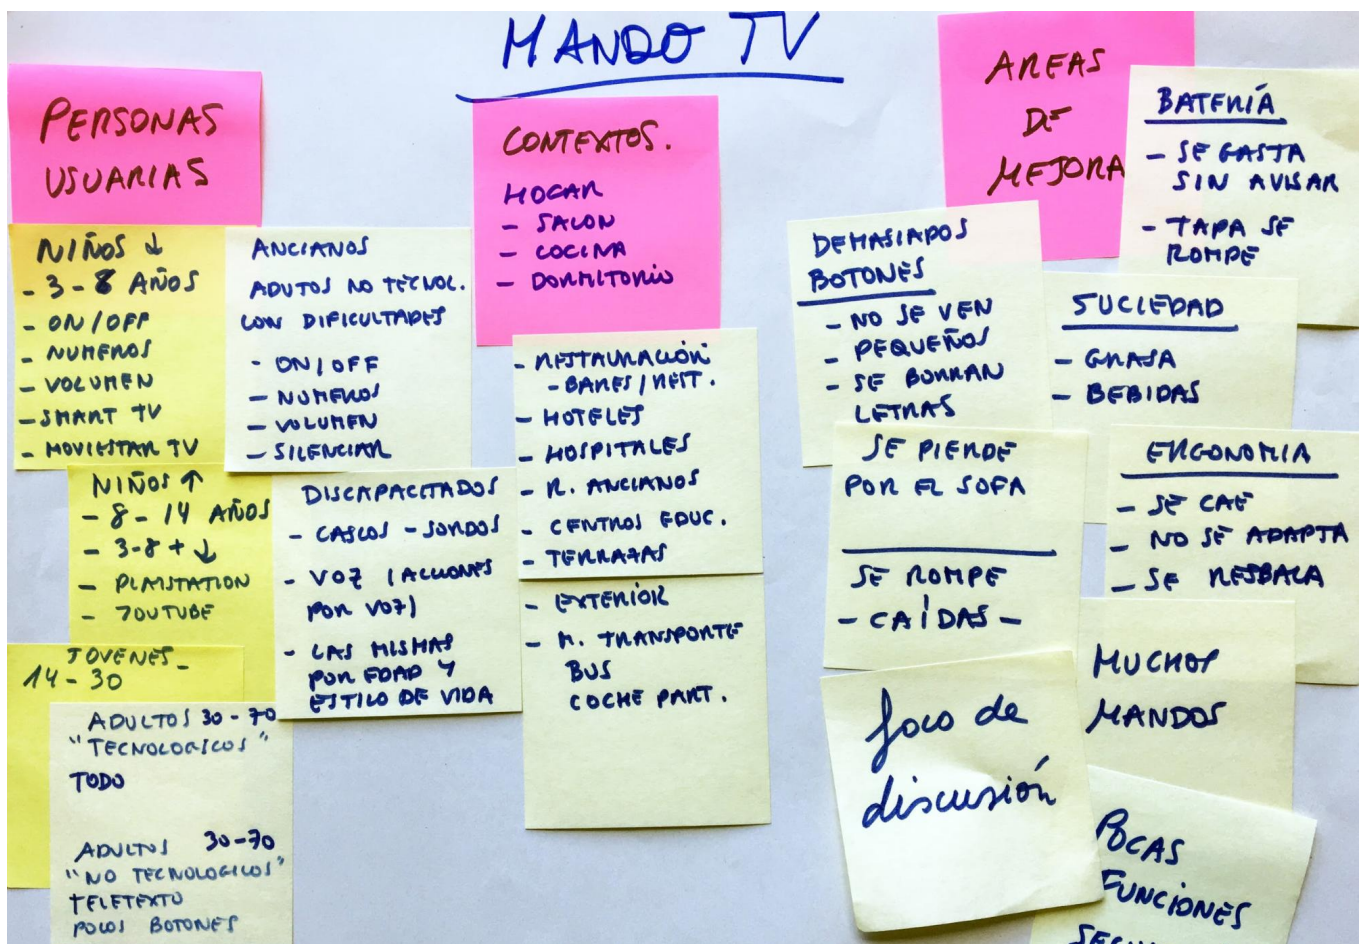 MANDO TV
PERSONAS
USUARIAS
NIÑOS ↓
- 3 - 8 AÑOS
- ON/OFF
- NUMEROS
- VOLUMEN
- SMART TV
- MOVIESTAR TV
NIÑOS ↑
- 8 - 14 AÑOS
- 3-8 + ↓
- PLAYSTATION
- YOUTUBE
JOVENES -
14 - 30
ADULTOS 30 - 70
"TECNOLOGICOS"
TODO
ADULTOS 30-70
"NO TECNOLOGICOS"
TELETEXTO
POCOS BOTONES
ANCIANOS
ADUTOS NO TECNOL.
CON DIFICULTADES
- ON/OFF
- NUMEROS
- VOLUMEN
- SILENCIAR
DISCAPACITADOS
- CASCOS - SORDOS
- VOZ (ACCIONES
POR VOZ)
- LAS MISMAS
POR EDAD Y
ESTILO DE VIDA
CONTEXTOS.
HOGAR
- SALON
- COCINA
- DORMITORIO
- RESTAURACIÓN
- BARES/REST.
- HOTELES
- HOSPITALES
- R. ANCIANOS
- CENTROS EDUC.
- TERRAZAS
- EXTERIOR
- M. TRANSPORTE
BUS
COCHE PART.
AREAS
DE
MEJORA
BATERÍA
- SE GASTA
SIN AVISAR
- TAPA SE
ROMPE
DEMASIADOS
BOTONES
- NO SE VEN
- PEQUEÑOS
- SE BORRAN
LETRAS
SUCIEDAD
- GRASA
- BEBIDAS
SE PIERDE
POR EL SOFA
SE ROMPE
- CAÍDAS -
ERGONOMIA
- SE CAE
- NO SE ADAPTA
- SE RESBALA
foco de
discusión
MUCHOS
MANDOS
POCAS
FUNCIONES